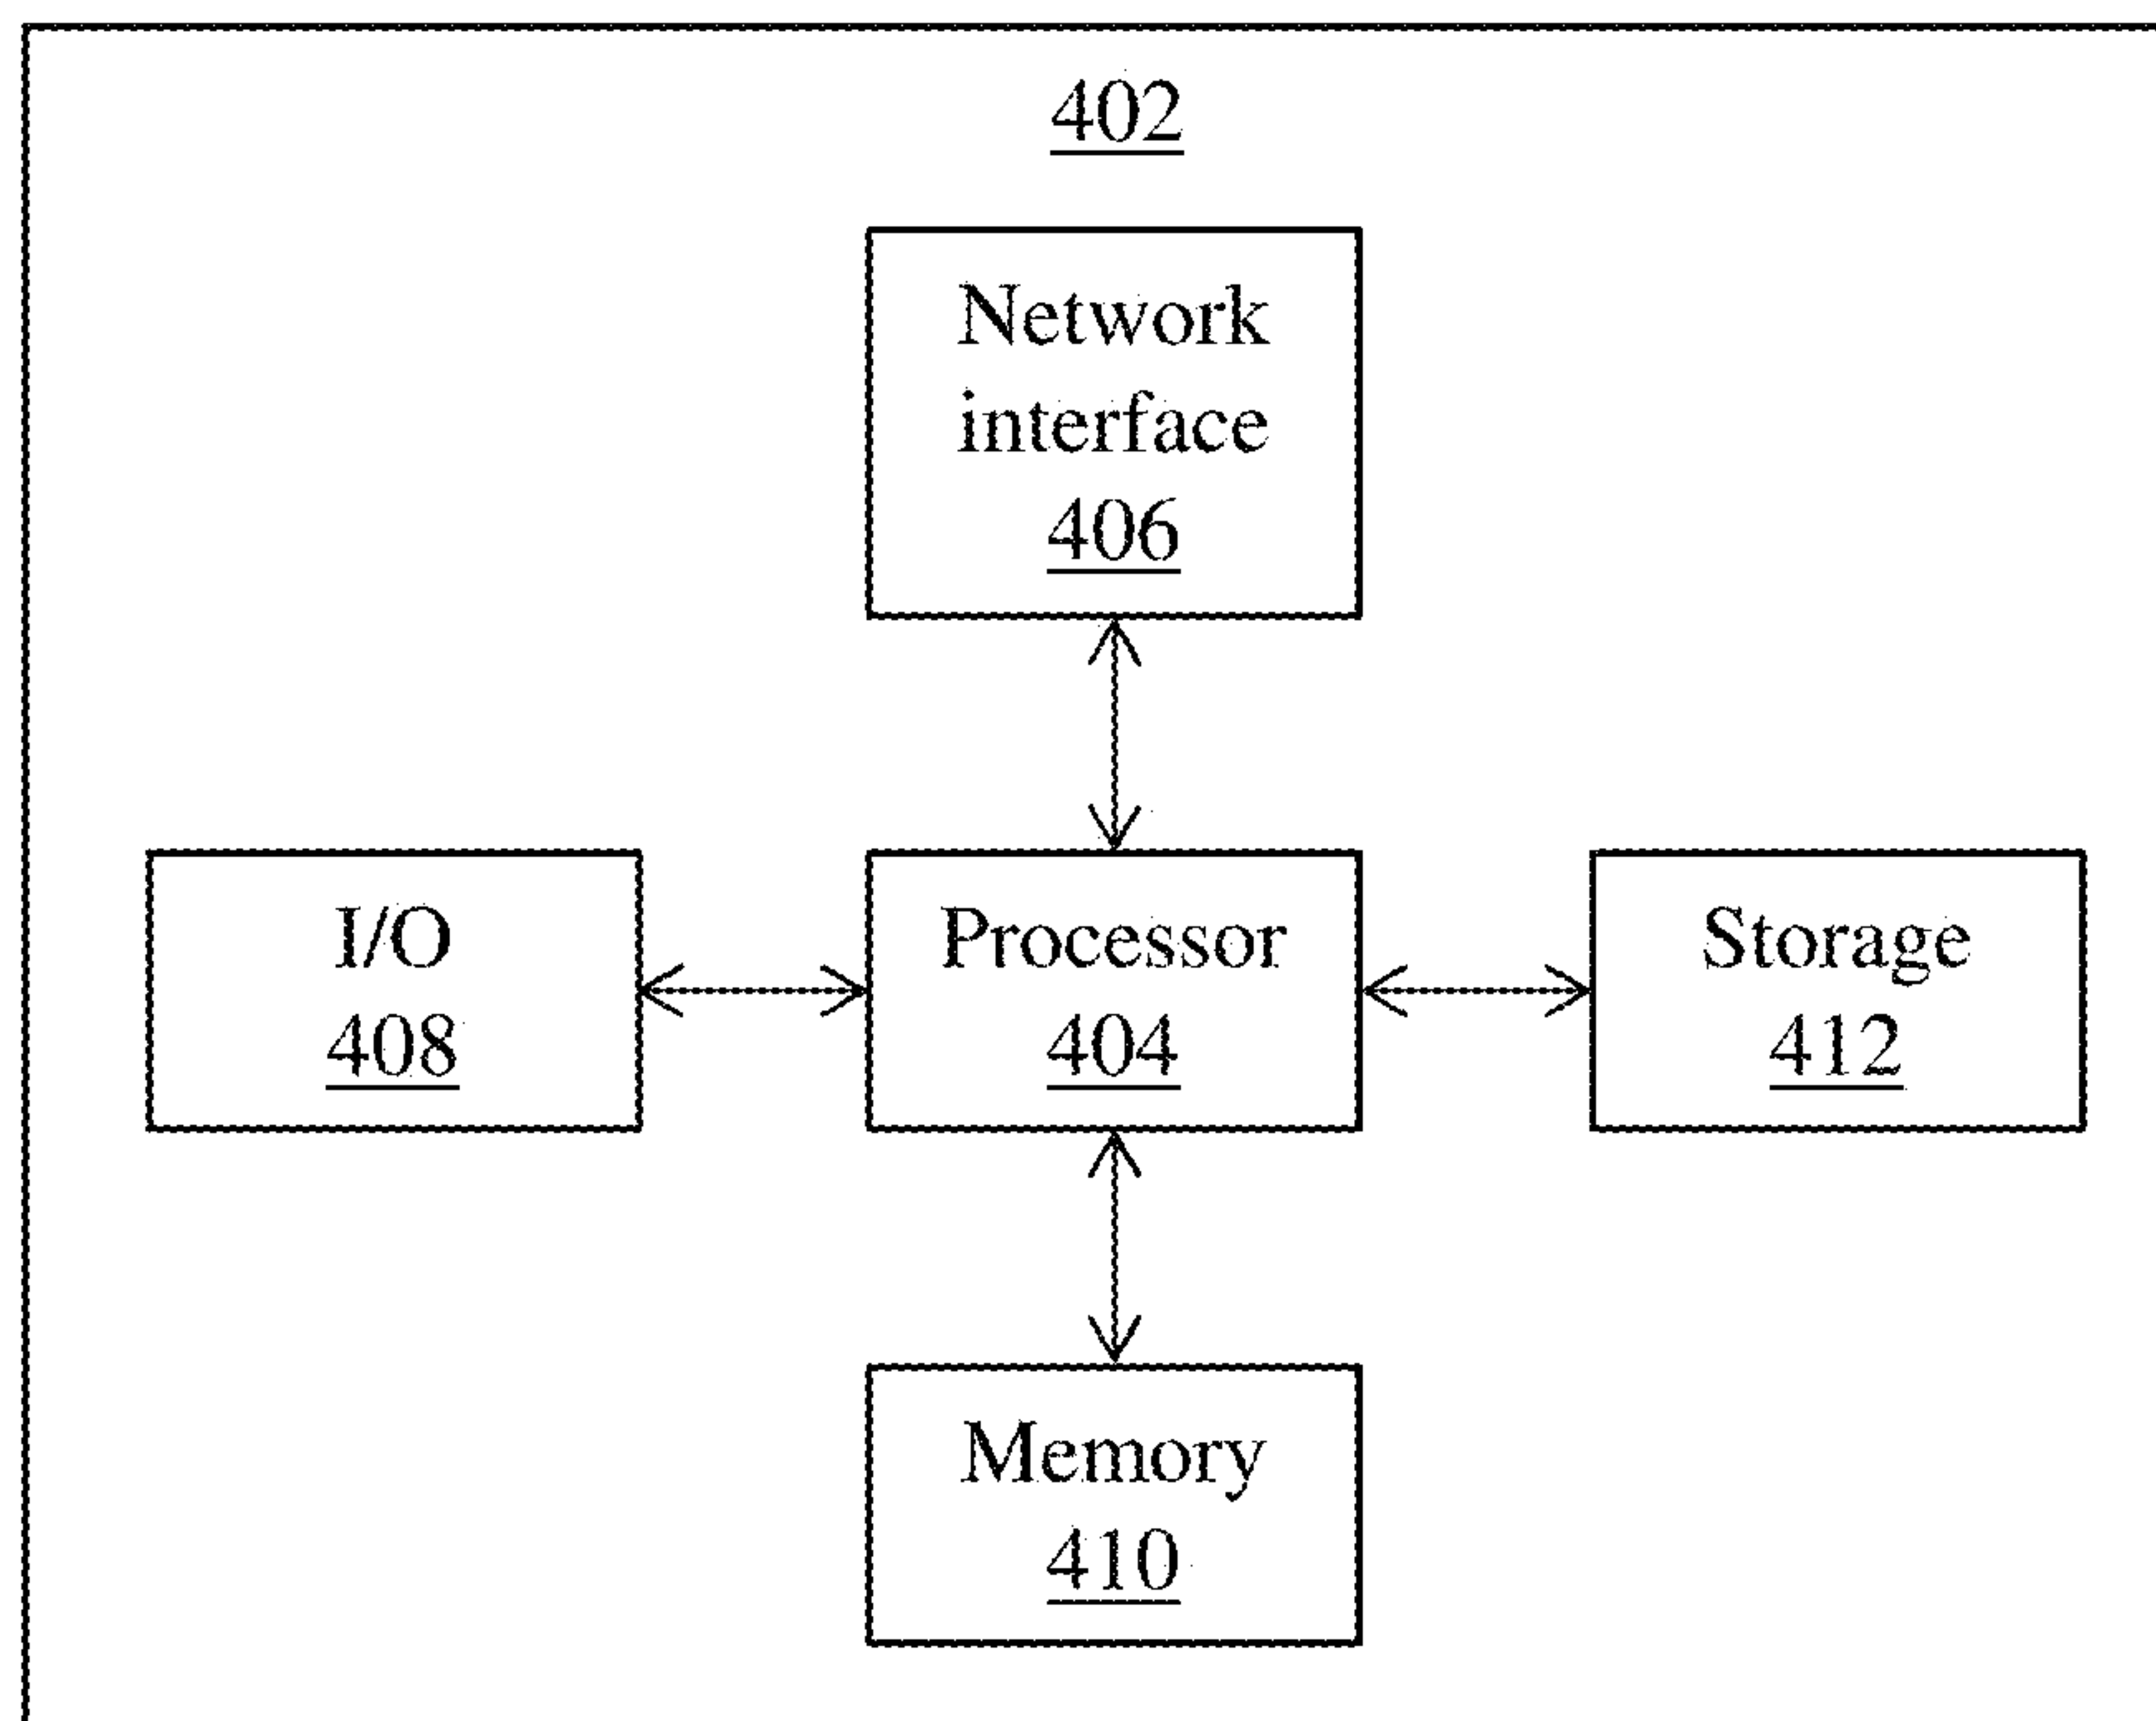 402
Network
interface
406
I/O
408
Processor
404
Storage
412
Memory
410